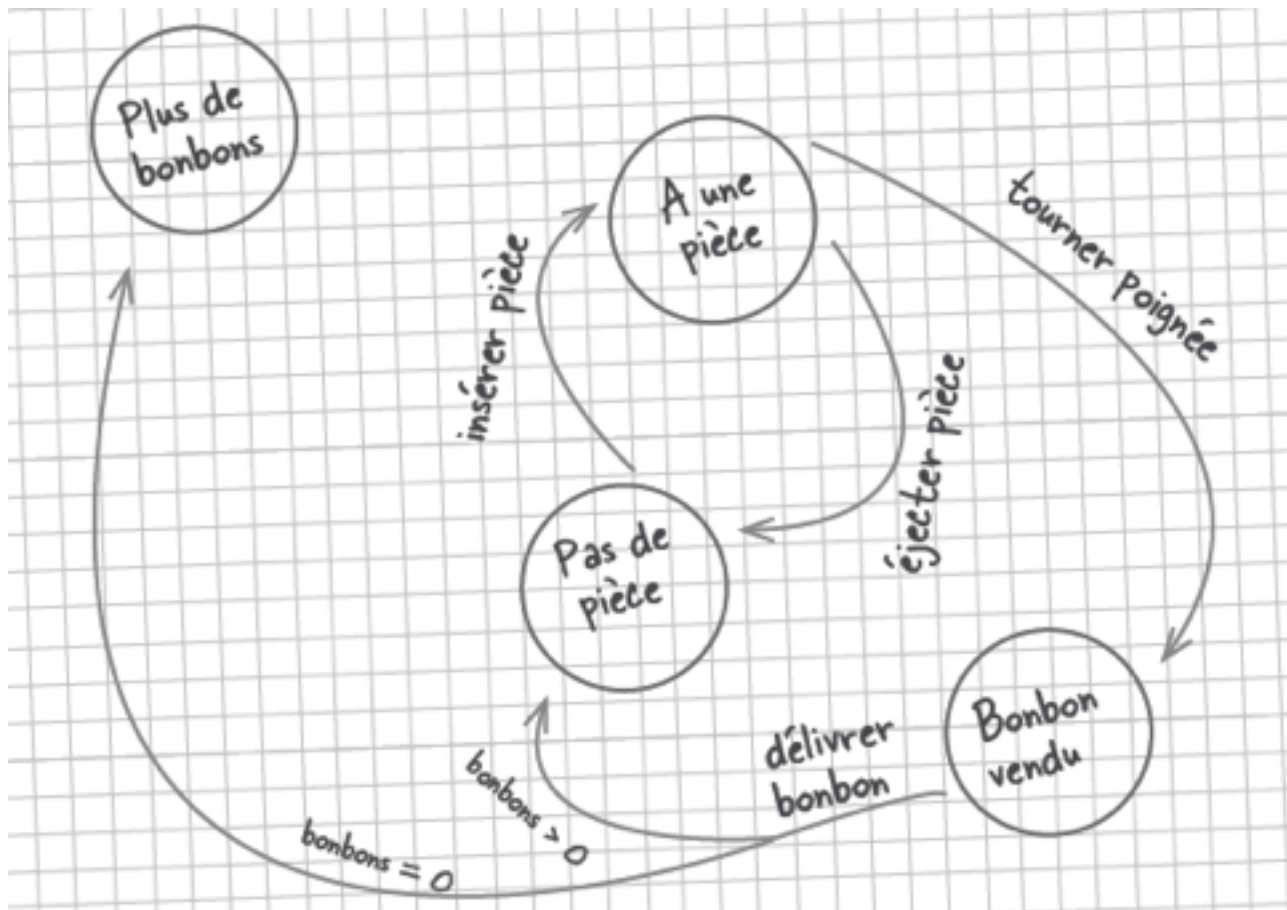 Plus de
bonbons
A une
pièce
tourner poignée
insérer pièce
éjecter pièce
Pas de
pièce
Bonbon
vendu
délivrer
bonbon
bonbons > 0
bonbons = 0